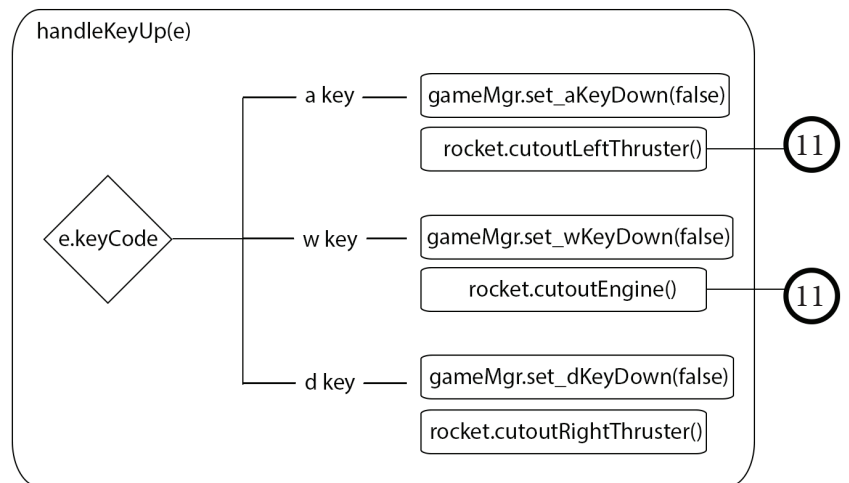 handleKeyUp(e)
a key
gameMgr.set_aKeyDown(false)
rocket.cutoutLeftThruster()
11
e.keyCode
w key
gameMgr.set_wKeyDown(false)
rocket.cutoutEngine()
11
d key
gameMgr.set_dKeyDown(false)
rocket.cutoutRightThruster()